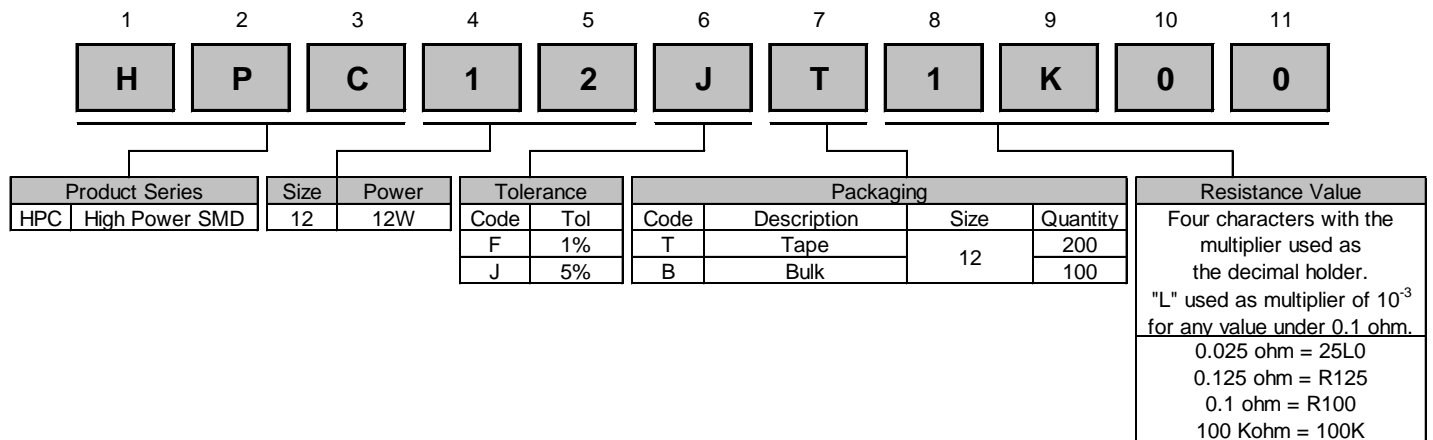 1 2 3 4 5 6 7 8 9 10 11
H P C 1 2 J T 1 K 0 0
Product Series
HPC High Power SMD
Size Power
12 12W
Tolerance
Code Tol
F 1%
J 5%
Packaging
Code Description Size Quantity
T Tape 12 200
B Bulk 100
Resistance Value
Four characters with the
multiplier used as
the decimal holder.
"L" used as multiplier of 10⁻³
for any value under 0.1 ohm.
0.025 ohm = 25L0
0.125 ohm = R125
0.1 ohm = R100
100 Kohm = 100K